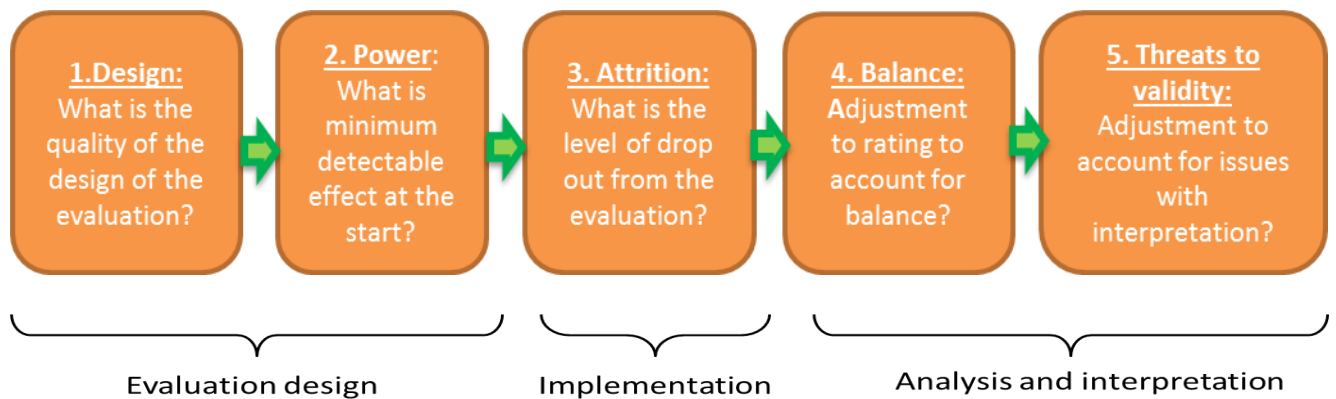 1.Design:
What is the
quality of the
design of the
evaluation?
2. Power:
What is
minimum
detectable
effect at the
start?
3. Attrition:
What is the
level of drop
out from the
evaluation?
4. Balance:
Adjustment
to rating to
account for
balance?
5. Threats to
validity:
Adjustment to
account for issues
with
interpretation?
Evaluation design
Implementation
Analysis and interpretation